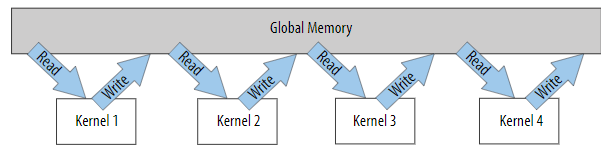 Global Memory
Read
Write
Read
Write
Read
Write
Read
Write
Kernel 1
Kernel 2
Kernel 3
Kernel 4